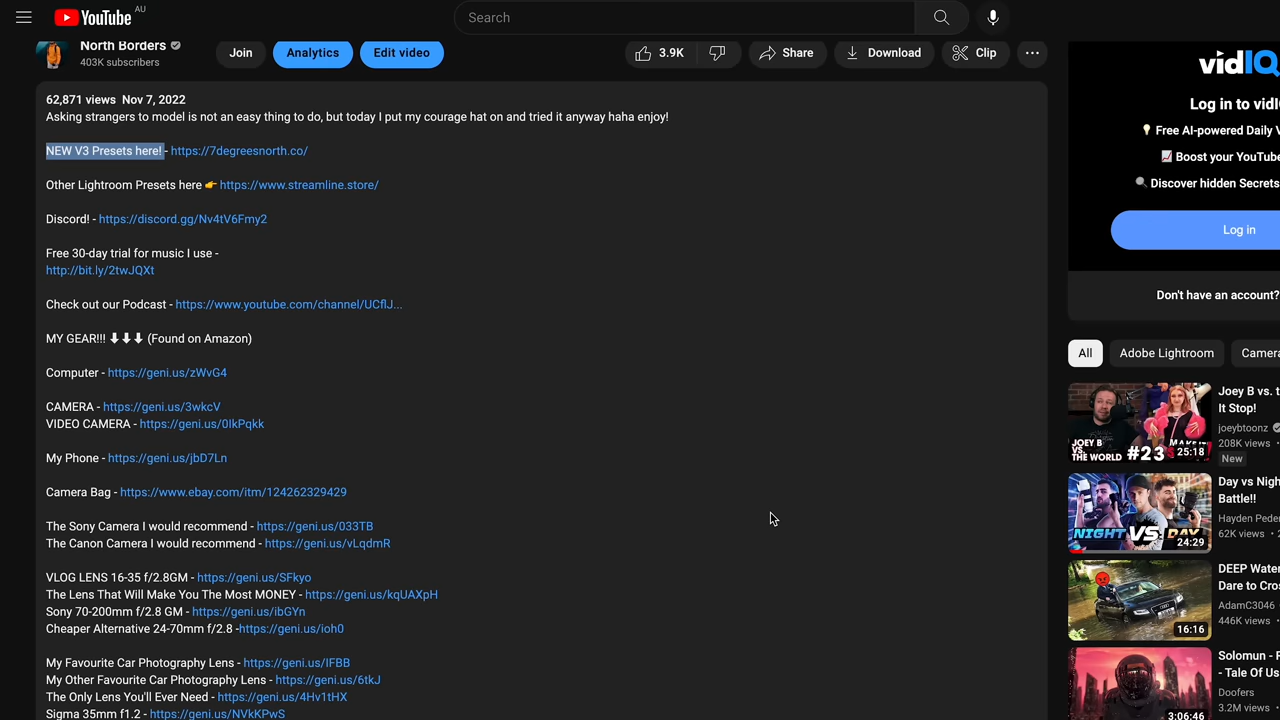 YouTube AU
Search
North Borders
403K subscribers
Join
Analytics
Edit video
3.9K
Share
Download
Clip
62,871 views Nov 7, 2022
Asking strangers to model is not an easy thing to do, but today I put my courage hat on and tried it anyway haha enjoy!
NEW V3 Presets here! - https://7degreesnorth.co/
Other Lightroom Presets here 👉 https://www.streamline.store/
Discord! - https://discord.gg/Nv4tV6Fmy2
Free 30-day trial for music I use -
http://bit.ly/2twJQXt
Check out our Podcast - https://www.youtube.com/channel/UCflJ...
MY GEAR!!! ⬇⬇⬇ (Found on Amazon)
Computer - https://geni.us/zWvG4
CAMERA - https://geni.us/3wkcV
VIDEO CAMERA - https://geni.us/0IkPqkk
My Phone - https://geni.us/jbD7Ln
Camera Bag - https://www.ebay.com/itm/124262329429
The Sony Camera I would recommend - https://geni.us/033TB
The Canon Camera I would recommend - https://geni.us/vLqdmR
VLOG LENS 16-35 f/2.8GM - https://geni.us/SFkyo
The Lens That Will Make You The Most MONEY - https://geni.us/kqUAXpH
Sony 70-200mm f/2.8 GM - https://geni.us/ibGYn
Cheaper Alternative 24-70mm f/2.8 -https://geni.us/ioh0
My Favourite Car Photography Lens - https://geni.us/IFBB
My Other Favourite Car Photography Lens - https://geni.us/6tkJ
The Only Lens You'll Ever Need - https://geni.us/4Hv1tHX
Sigma 35mm f1.2 - https://geni.us/NVkKPwS
vidIQ
Log in to vidI
💡 Free AI-powered Daily V
📈 Boost your YouTube
🔍 Discover hidden Secrets
Log in
Don't have an account?
All
Adobe Lightroom
Camera
JOEY B
VS.
THE WORLD #23
25:18
Joey B vs. t
It Stop!
joeybtoonz
208K views
New
NIGHT VS DAY
24:29
Day vs Nigh
Battle!!
Hayden Peder
62K views
16:16
DEEP Water
Dare to Cros
AdamC3046
446K views
3:06:46
Solomun - F
- Tale Of Us
Doofers
3.2M views